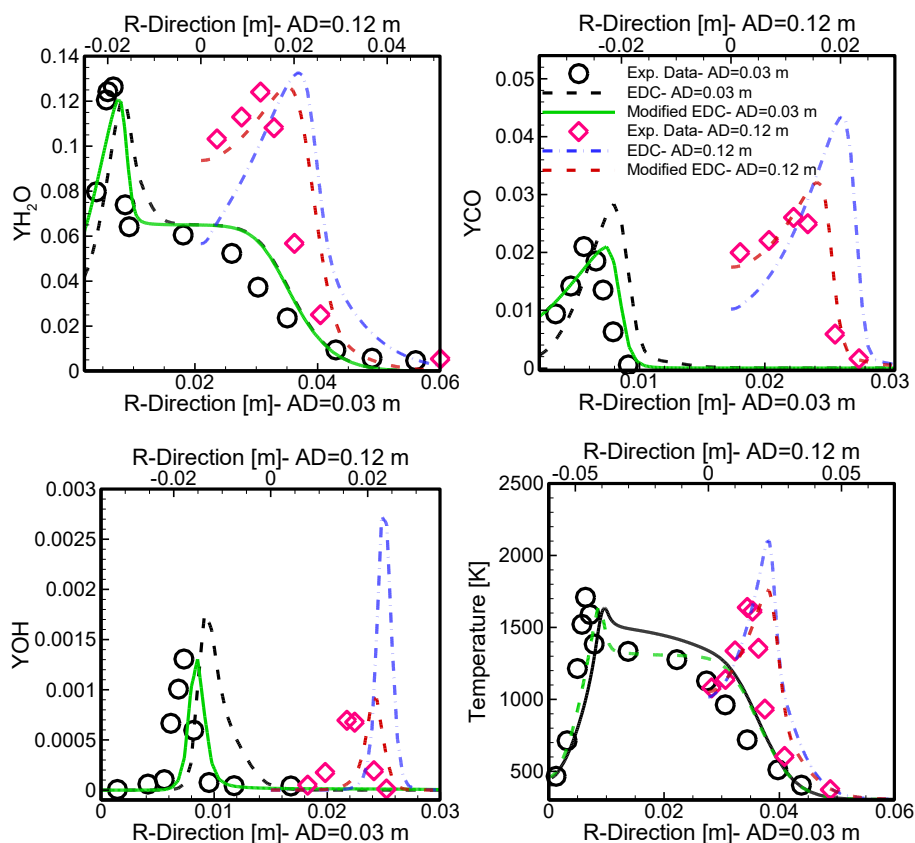 R-Direction [m]- AD=0.12 m
-0.02 0 0.02 0.04
0.14
0.12
0.1
0.08
0.06
0.04
0.02
0
YH2O
0.02 0.04 0.06
R-Direction [m]- AD=0.03 m
R-Direction [m]- AD=0.12 m
-0.02 0 0.02
0.05
0.04
0.03
0.02
0.01
0
YCO
Exp. Data- AD=0.03 m
EDC- AD=0.03 m
Modified EDC- AD=0.03 m
Exp. Data- AD=0.12 m
EDC- AD=0.12 m
Modified EDC- AD=0.12 m
0.01 0.02 0.03
R-Direction [m]- AD=0.03 m
R-Direction [m]- AD=0.12 m
-0.02 0 0.02
0.003
0.0025
0.002
0.0015
0.001
0.0005
0
YOH
0 0.01 0.02 0.03
R-Direction [m]- AD=0.03 m
R-Direction [m]- AD=0.12 m
-0.05 0 0.05
2500
2000
1500
1000
500
Temperature [K]
0 0.02 0.04 0.06
R-Direction [m]- AD=0.03 m